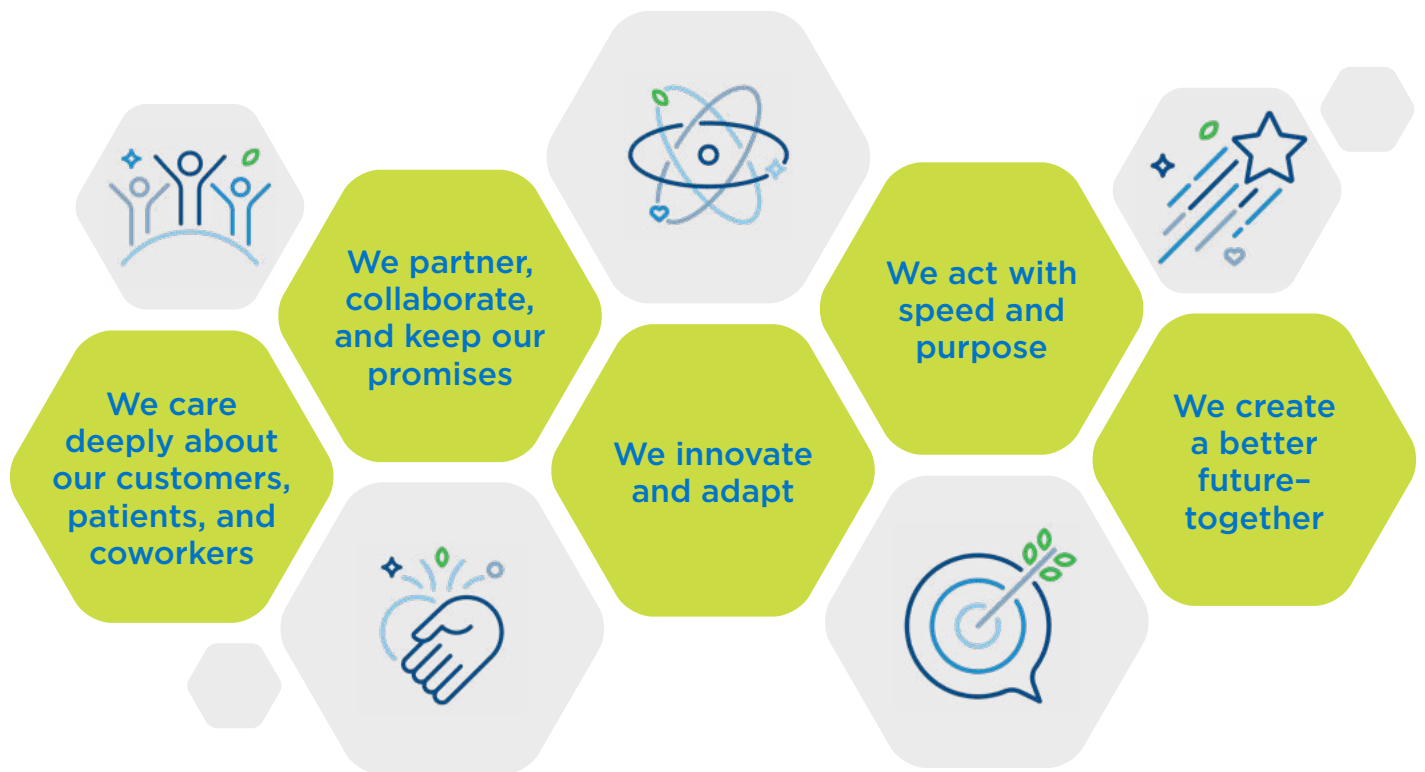 We care
deeply about
our customers,
patients, and
coworkers
We partner,
collaborate,
and keep our
promises
We innovate
and adapt
We act with
speed and
purpose
We create
a better
future–
together